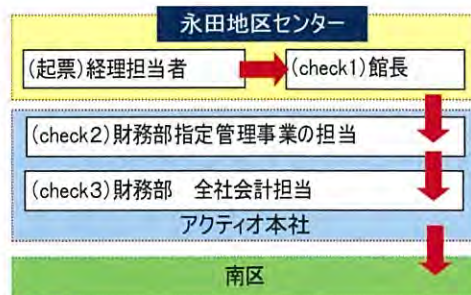 永田地区センター
(起票)経理担当者
(check1)館長
(check2)財務部指定管理事業の担当
(check3)財務部　全社会計担当
アクティオ本社
南区